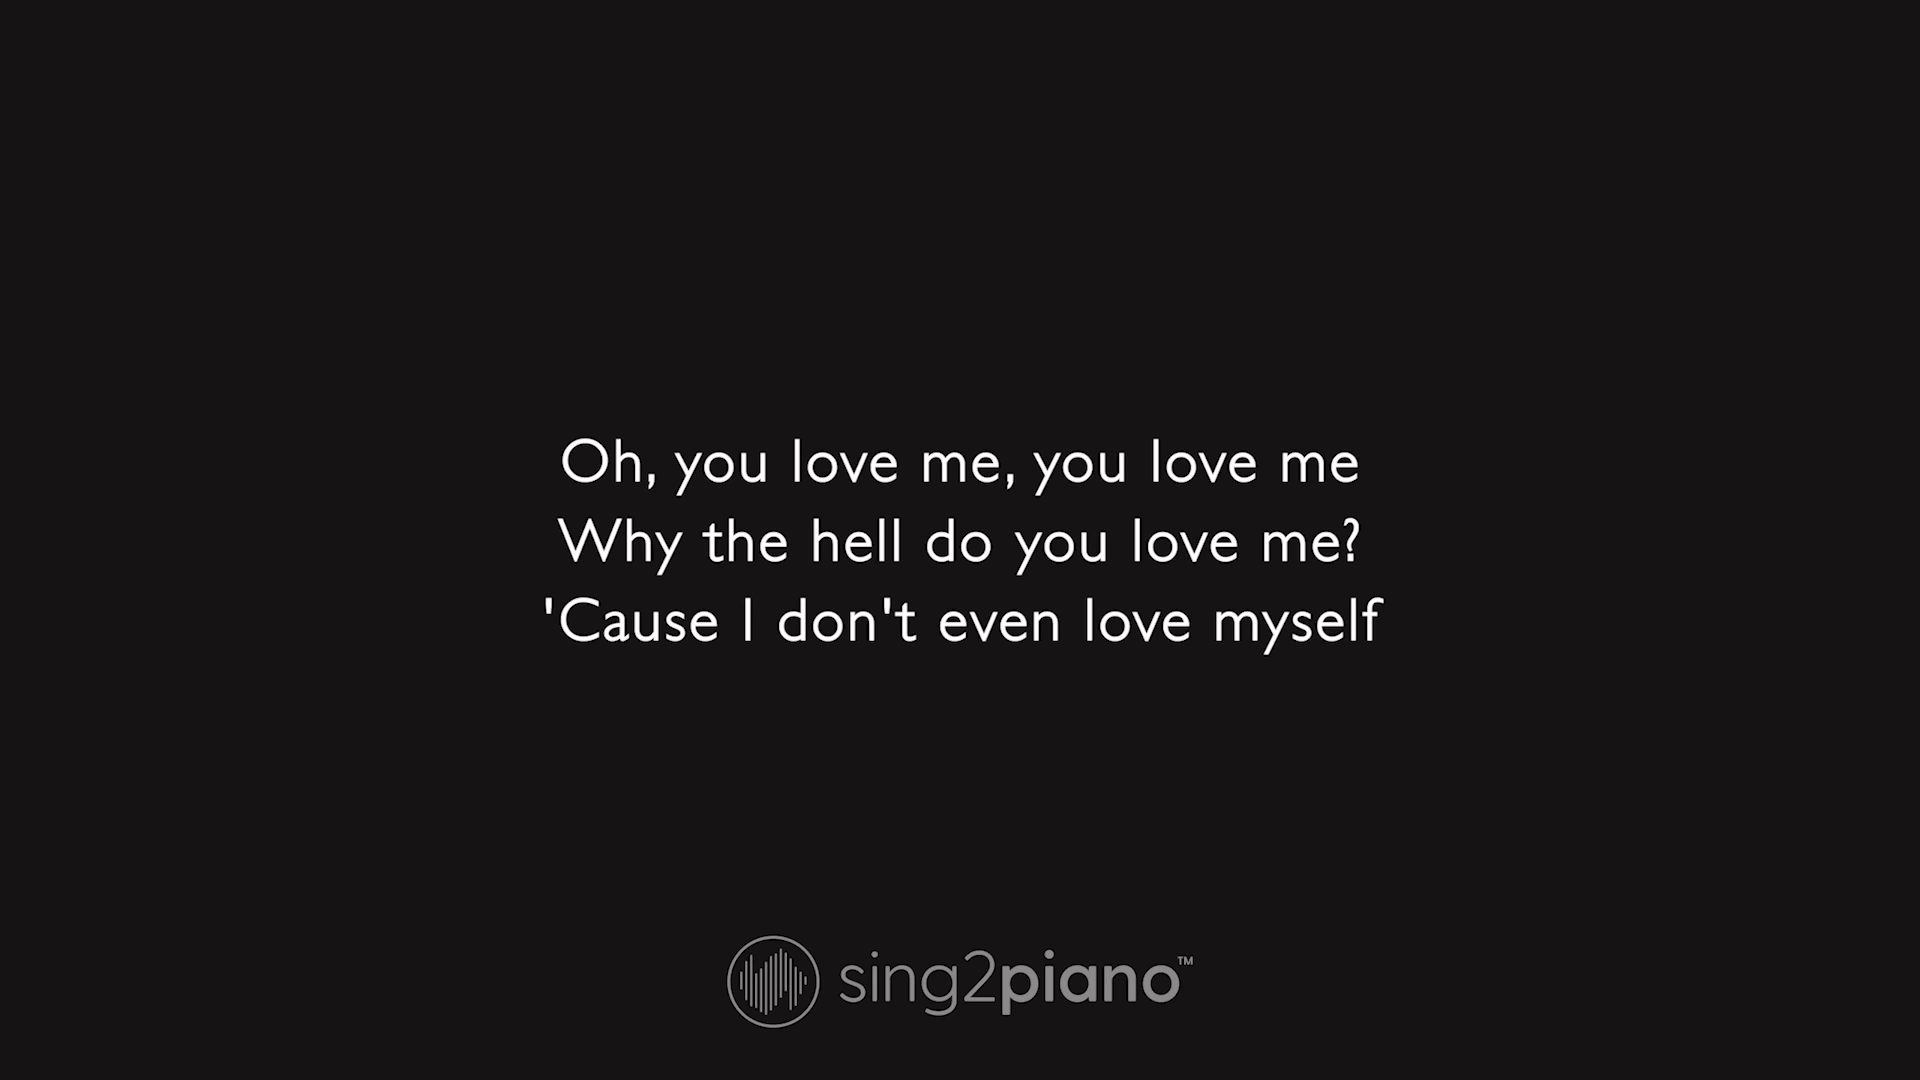 Oh, you love me, you love me
Why the hell do you love me?
'Cause I don't even love myself
sing2piano™